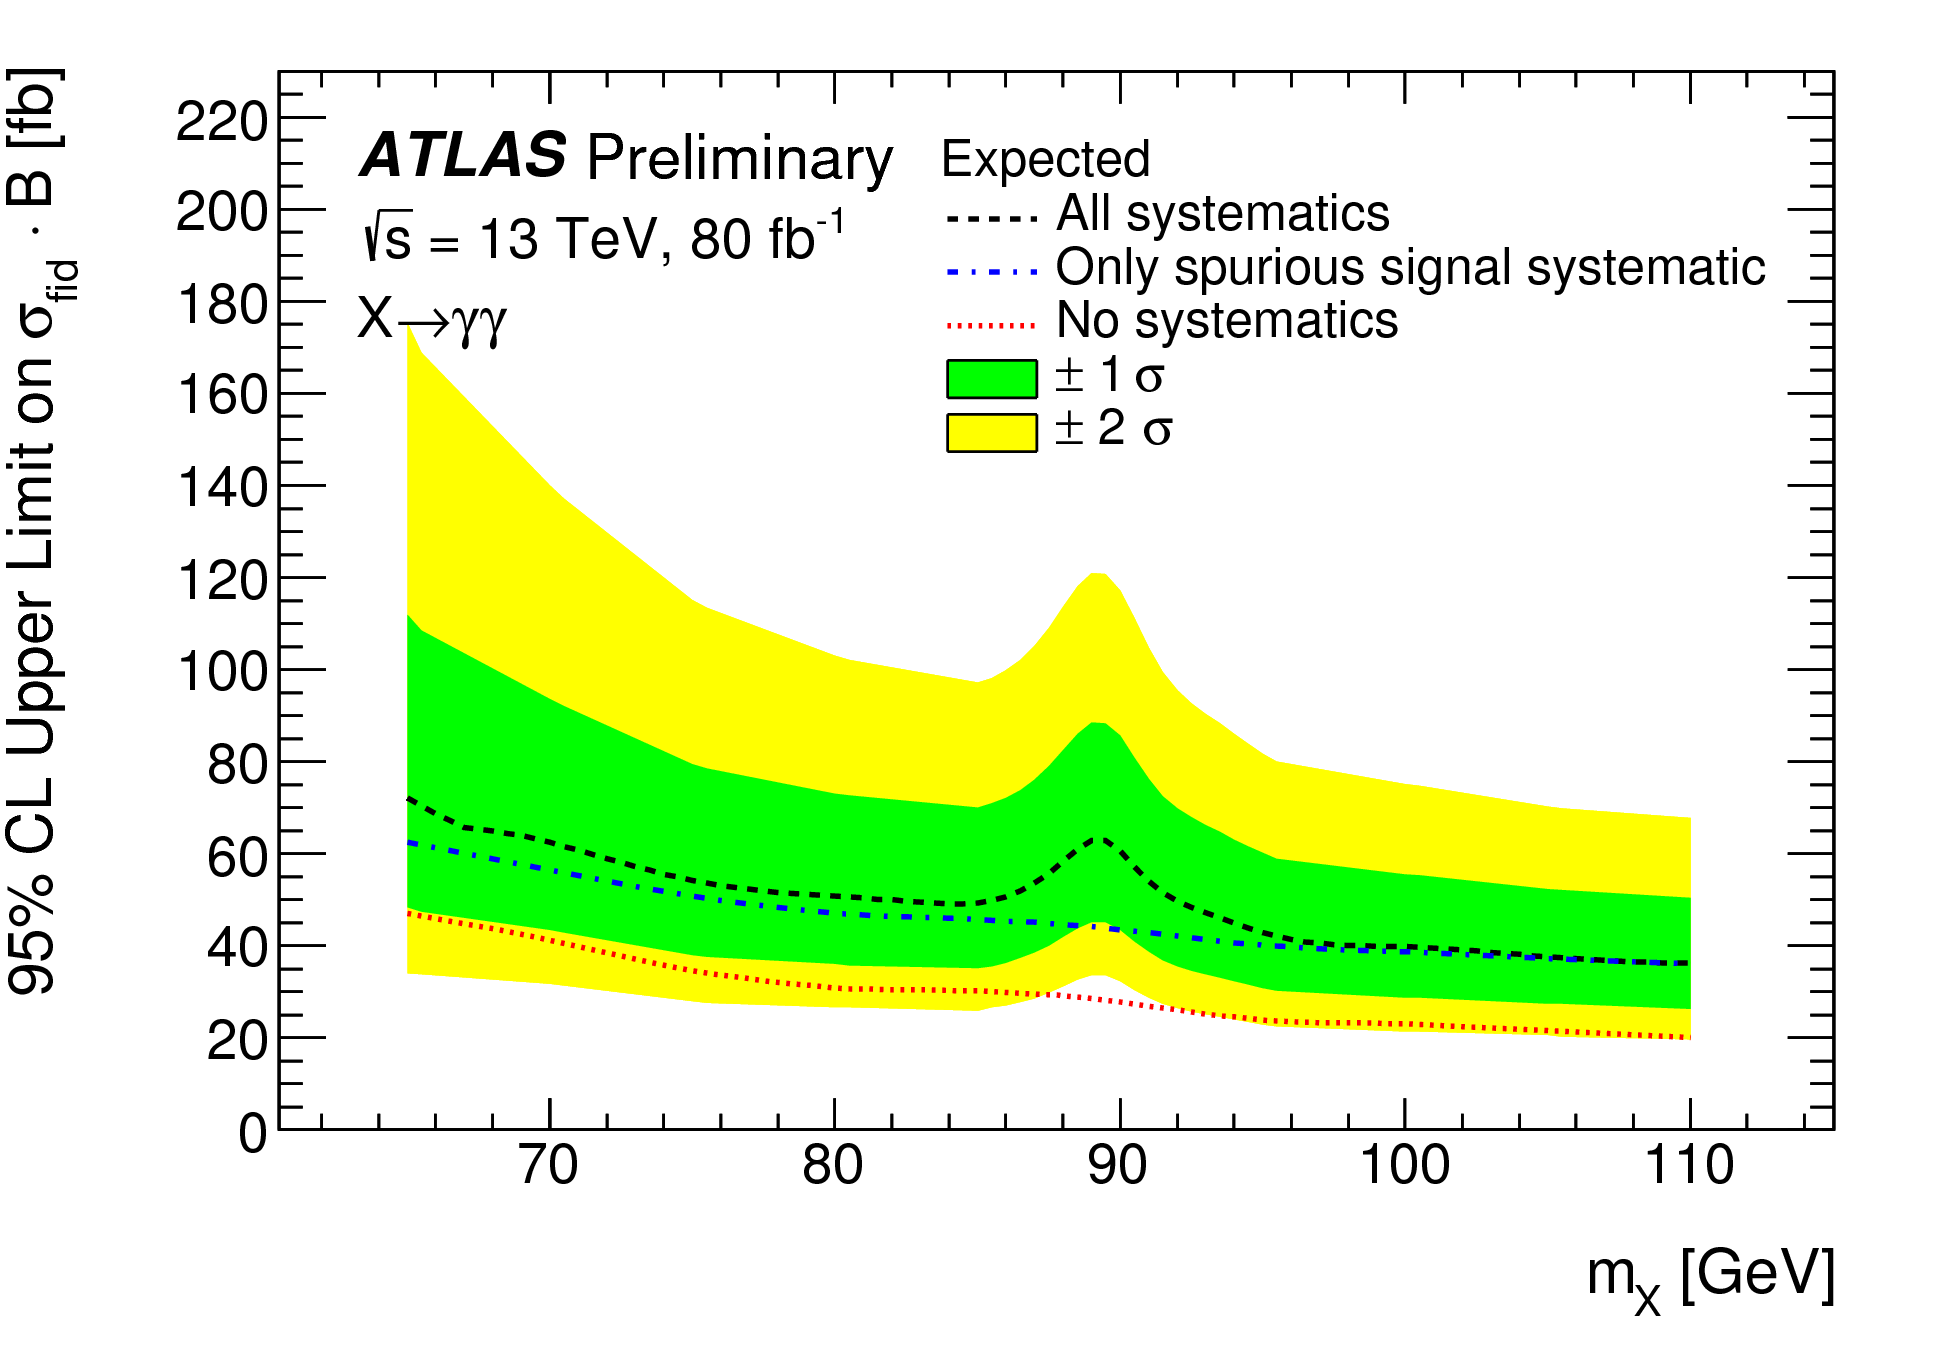 95% CL Upper Limit on σ_fid · B [fb]
220
200
180
160
140
120
100
80
60
40
20
0
ATLAS Preliminary
√s = 13 TeV, 80 fb⁻¹
X→γγ
Expected
All systematics
Only spurious signal systematic
No systematics
± 1 σ
± 2 σ
70 80 90 100 110
m_X [GeV]